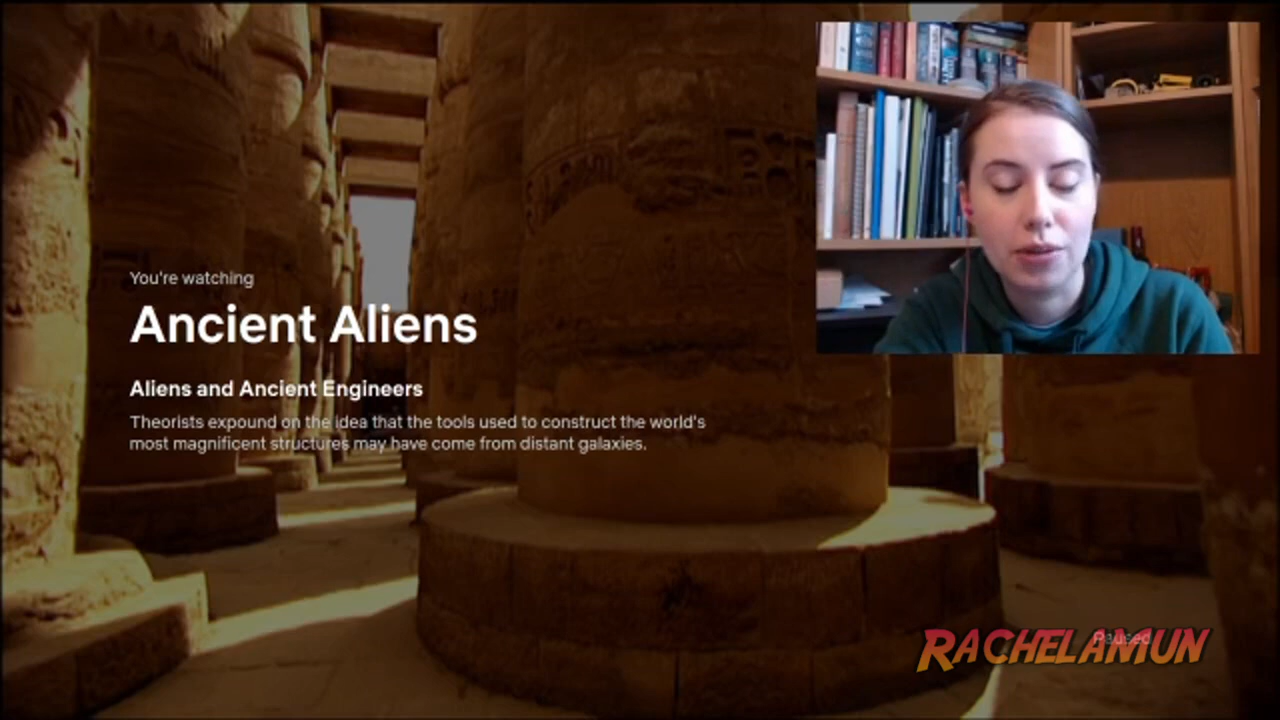 You're watching
Ancient Aliens
Aliens and Ancient Engineers
Theorists expound on the idea that the tools used to construct the world's
most magnificent structures may have come from distant galaxies.
Paused
RACHELAMUN